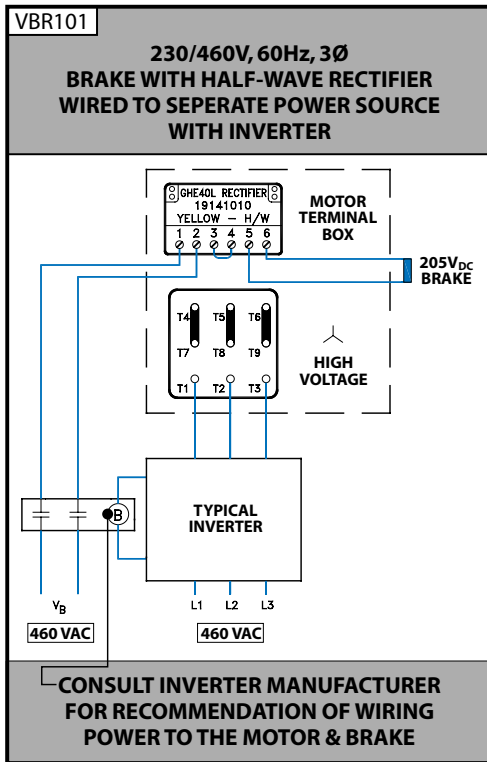 VBR101
230/460V, 60Hz, 3Ø
BRAKE WITH HALF-WAVE RECTIFIER
WIRED TO SEPERATE POWER SOURCE
WITH INVERTER
GHE40L RECTIFIER
19141010
YELLOW - H/W
1 2 3 4 5 6
MOTOR
TERMINAL
BOX
205VDC
BRAKE
T4 T5 T6
T7 T8 T9
T1 T2 T3
HIGH
VOLTAGE
TYPICAL
INVERTER
B
VB
460 VAC
L1 L2 L3
460 VAC
CONSULT INVERTER MANUFACTURER
FOR RECOMMENDATION OF WIRING
POWER TO THE MOTOR & BRAKE